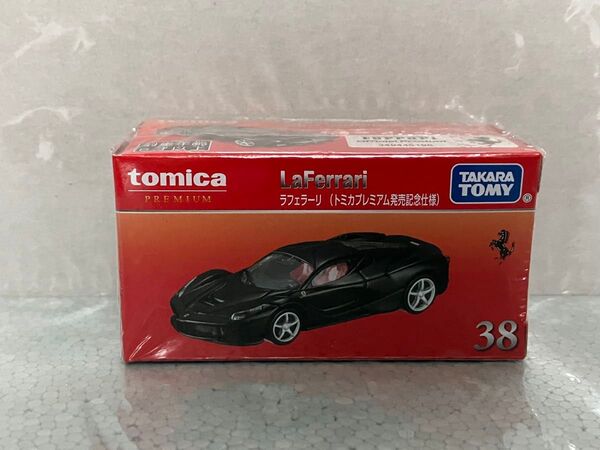 tomica
PREMIUM
LaFerrari
ラフェラーリ (トミカプレミアム発売記念仕様)
TAKARA
TOMY
®
38